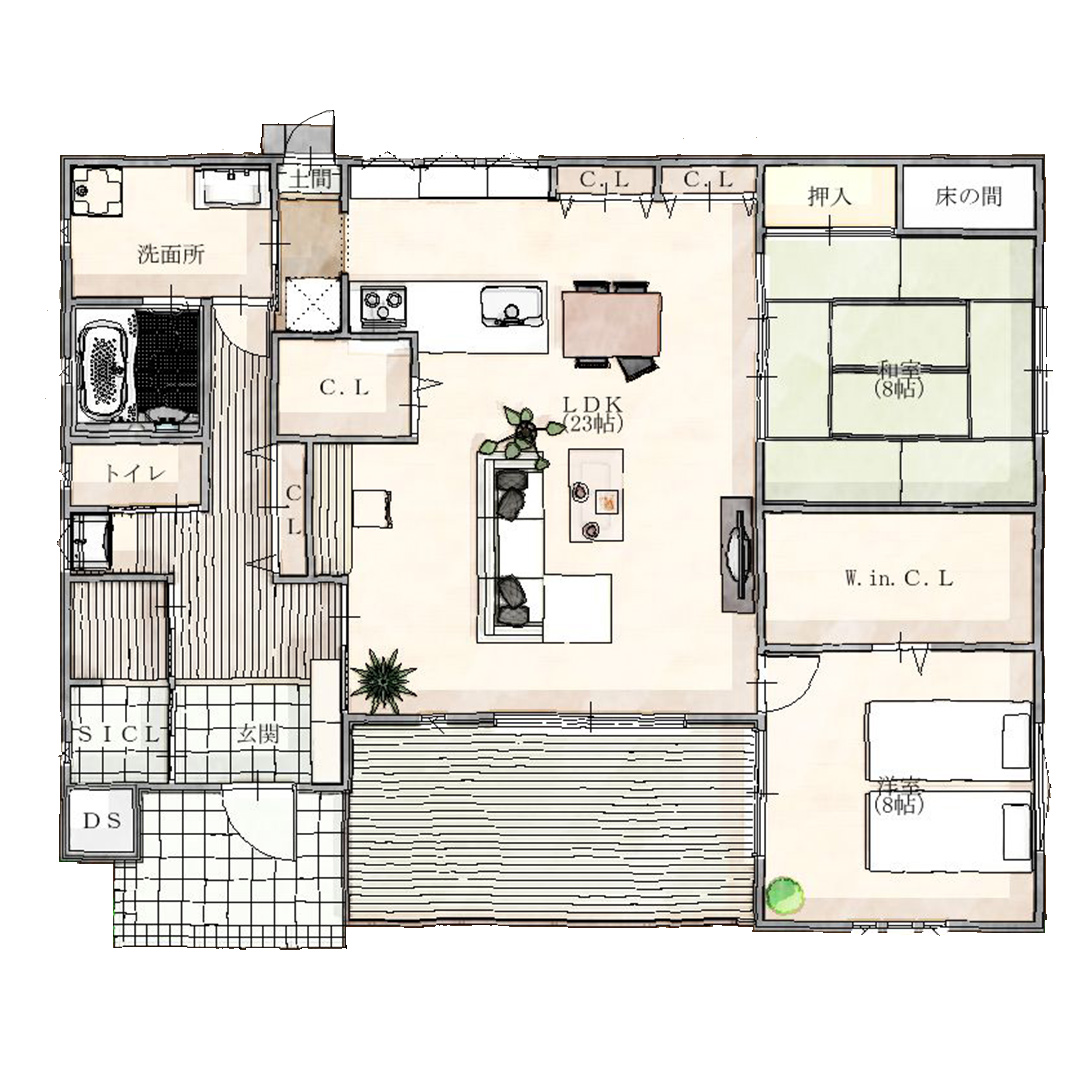 土間
C.L
C.L
押入
床の間
洗面所
和室
(8帖)
C.L
LDK
(23帖)
トイレ
C
L
W.in.C.L
SICL
玄関
洋室
(8帖)
DS